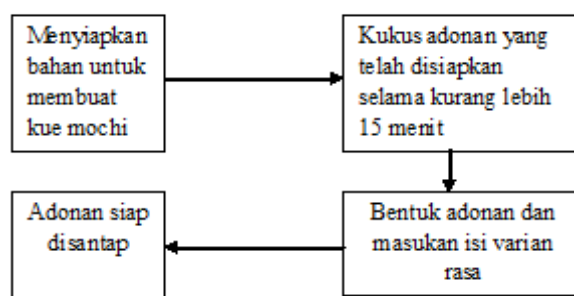 Menyiapkan
bahan untuk
membuat
kue mochi
Kukus adonan yang
telah disiapkan
selama kurang lebih
15 menit
Bentuk adonan dan
masukan isi varian
rasa
Adonan siap
disantap